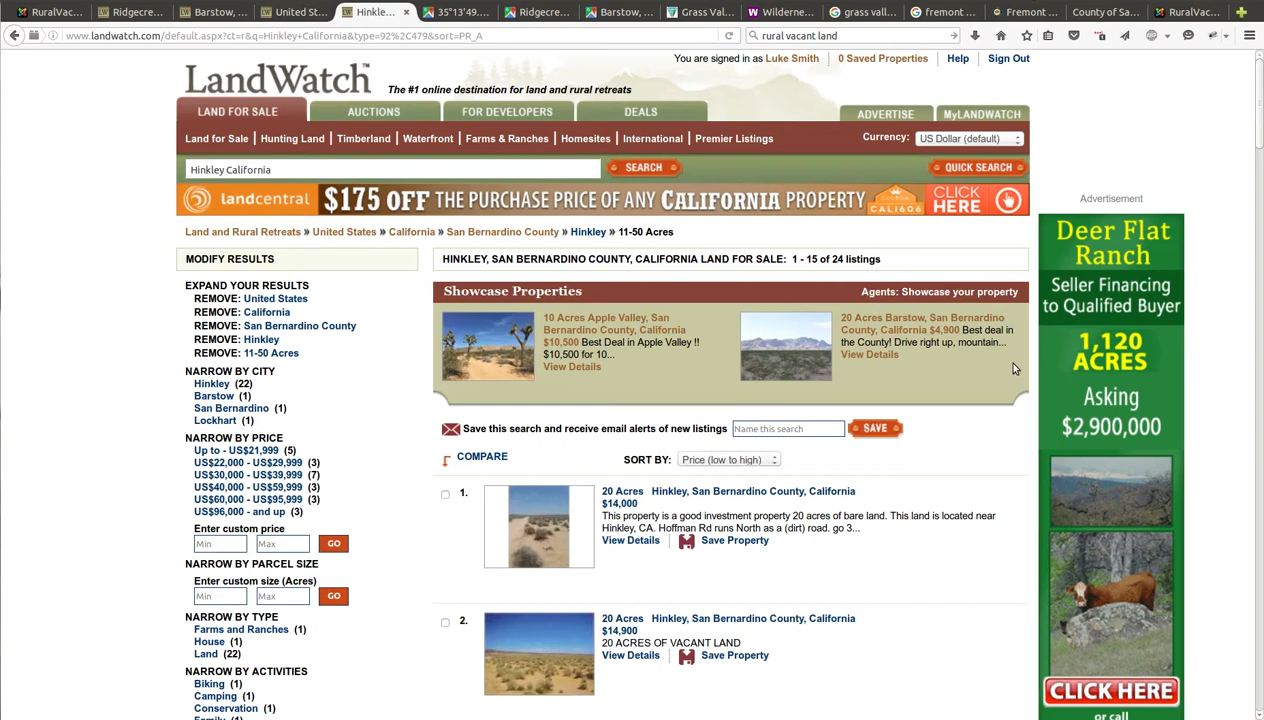 RuralVac...
Ridgecre...
Barstow, ...
United St...
Hinkle...
35°13'49....
Ridgecre...
Barstow, ...
Grass Val...
Wilderne...
grass vall...
fremont ...
Fremont ...
County of Sa...
RuralVac...
www.landwatch.com/default.aspx?ct=r&q=Hinkley+California&type=92%2C479&sort=PR_A
rural vacant land
You are signed in as Luke Smith
0 Saved Properties
Help
Sign Out
LandWatch
The #1 online destination for land and rural retreats
LAND FOR SALE
AUCTIONS
FOR DEVELOPERS
DEALS
ADVERTISE
MyLANDWATCH
Land for Sale | Hunting Land | Timberland | Waterfront | Farms & Ranches | Homesites | International | Premier Listings
Currency: US Dollar (default)
Hinkley California
SEARCH
QUICK SEARCH
landcentral $175 OFF THE PURCHASE PRICE OF ANY CALIFORNIA PROPERTY
CALI606
CLICK HERE
Advertisement
Land and Rural Retreats » United States » California » San Bernardino County » Hinkley » 11-50 Acres
MODIFY RESULTS
EXPAND YOUR RESULTS
REMOVE: United States
REMOVE: California
REMOVE: San Bernardino County
REMOVE: Hinkley
REMOVE: 11-50 Acres
NARROW BY CITY
Hinkley (22)
Barstow (1)
San Bernardino (1)
Lockhart (1)
NARROW BY PRICE
Up to - US$21,999 (5)
US$22,000 - US$29,999 (3)
US$30,000 - US$39,999 (7)
US$40,000 - US$59,999 (3)
US$60,000 - US$95,999 (3)
US$96,000 - and up (3)
Enter custom price
Min
Max
GO
NARROW BY PARCEL SIZE
Enter custom size (Acres)
Min
Max
GO
NARROW BY TYPE
Farms and Ranches (1)
House (1)
Land (22)
NARROW BY ACTIVITIES
Biking (1)
Camping (1)
Conservation (1)
HINKLEY, SAN BERNARDINO COUNTY, CALIFORNIA LAND FOR SALE: 1 - 15 of 24 listings
Showcase Properties
Agents: Showcase your property
10 Acres Apple Valley, San
Bernardino County, California
$10,500 Best Deal in Apple Valley !!
$10,500 for 10...
View Details
20 Acres Barstow, San Bernardino
County, California $4,900 Best deal in
the County! Drive right up, mountain...
View Details
Save this search and receive email alerts of new listings
Name this search
SAVE
COMPARE
SORT BY: Price (low to high)
1.
20 Acres Hinkley, San Bernardino County, California
$14,000
This property is a good investment property 20 acres of bare land. This land is located near
Hinkley, CA. Hoffman Rd runs North as a (dirt) road. go 3...
View Details | Save Property
2.
20 Acres Hinkley, San Bernardino County, California
$14,900
20 ACRES OF VACANT LAND
View Details | Save Property
Deer Flat
Ranch
Seller Financing
to Qualified Buyer
1,120
ACRES
Asking
$2,900,000
CLICK HERE
or call